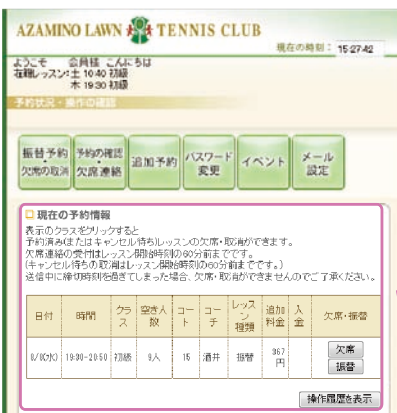 AZAMINO LAWN TENNIS CLUB
現在の時刻： 15:27:42
ようこそ 会員様 こんにちは
在籍レッスン：土 10:40 初級
木 19:30 初級
予約状況・操作の確認
振替予約 欠席の取消
予約の確認 欠席連絡
追加予約
パスワード変更
イベント
メール設定
現在の予約情報
表示のクラスをクリックすると
予約済み(またはキャンセル待ち)レッスンの欠席・取消ができます。
欠席連絡の受付はレッスン開始時刻の60分前までです。
(キャンセル待ちの取消はレッスン開始時刻の60分前までです。)
送信中に締切時刻を過ぎてしまった場合、欠席・取消ができませんのでご了承ください。
日付 時間 クラス 空き人数 コート コーチ レッスン種類 追加料金 入金 欠席・振替
19:30-20:50 初級 9人 15 酒井 振替 367円 欠席
振替
操作履歴を表示